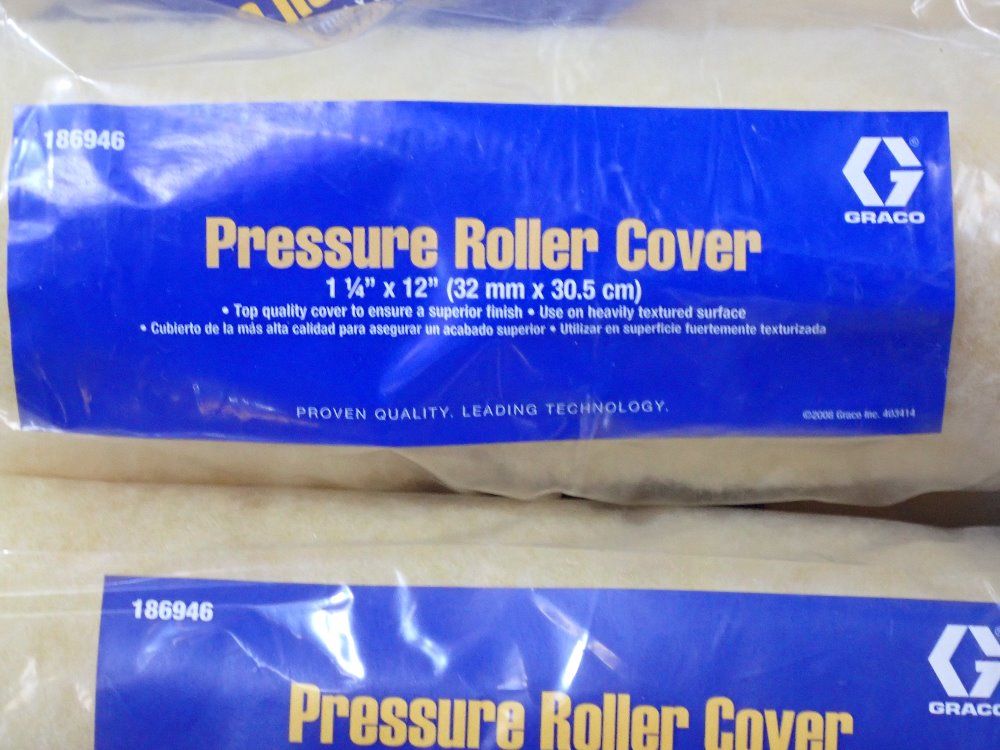 186946
GRACO
Pressure Roller Cover
1 ¼" x 12" (32 mm x 30.5 cm)
• Top quality cover to ensure a superior finish • Use on heavily textured surface
• Cubierto de la más alta calidad para asegurar un acabado superior • Utilizar en superficie fuertemente texturizada
PROVEN QUALITY. LEADING TECHNOLOGY.
©2006 Graco Inc. 403414
186946
GRACO
Pressure Roller Cover